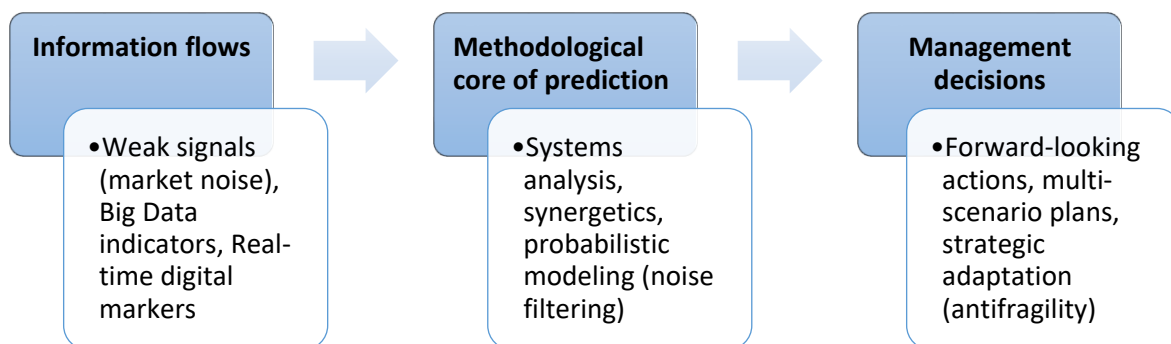 Information flows
•Weak signals
(market noise),
Big Data
indicators, Real-
time digital
markers
Methodological
core of prediction
•Systems
analysis,
synergetics,
probabilistic
modeling (noise
filtering)
Management
decisions
•Forward-looking
actions, multi-
scenario plans,
strategic
adaptation
(antifragility)